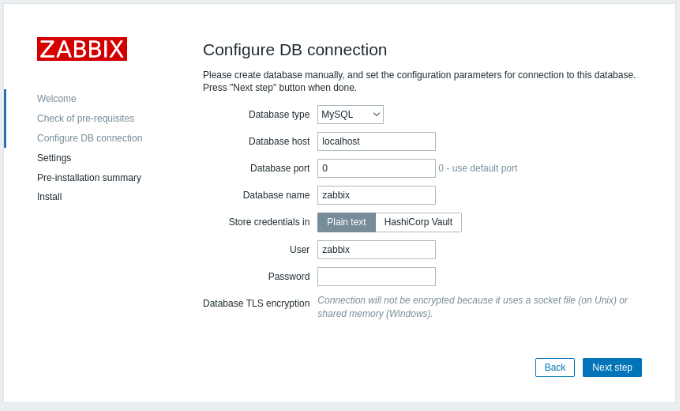 ZABBIX
Welcome
Check of pre-requisites
Configure DB connection
Settings
Pre-installation summary
Install
Configure DB connection
Please create database manually, and set the configuration parameters for connection to this database.
Press "Next step" button when done.
Database type MySQL
Database host localhost
Database port 0 0 - use default port
Database name zabbix
Store credentials in Plain text HashiCorp Vault
User zabbix
Password
Database TLS encryption Connection will not be encrypted because it uses a socket file (on Unix) or
shared memory (Windows).
Back Next step